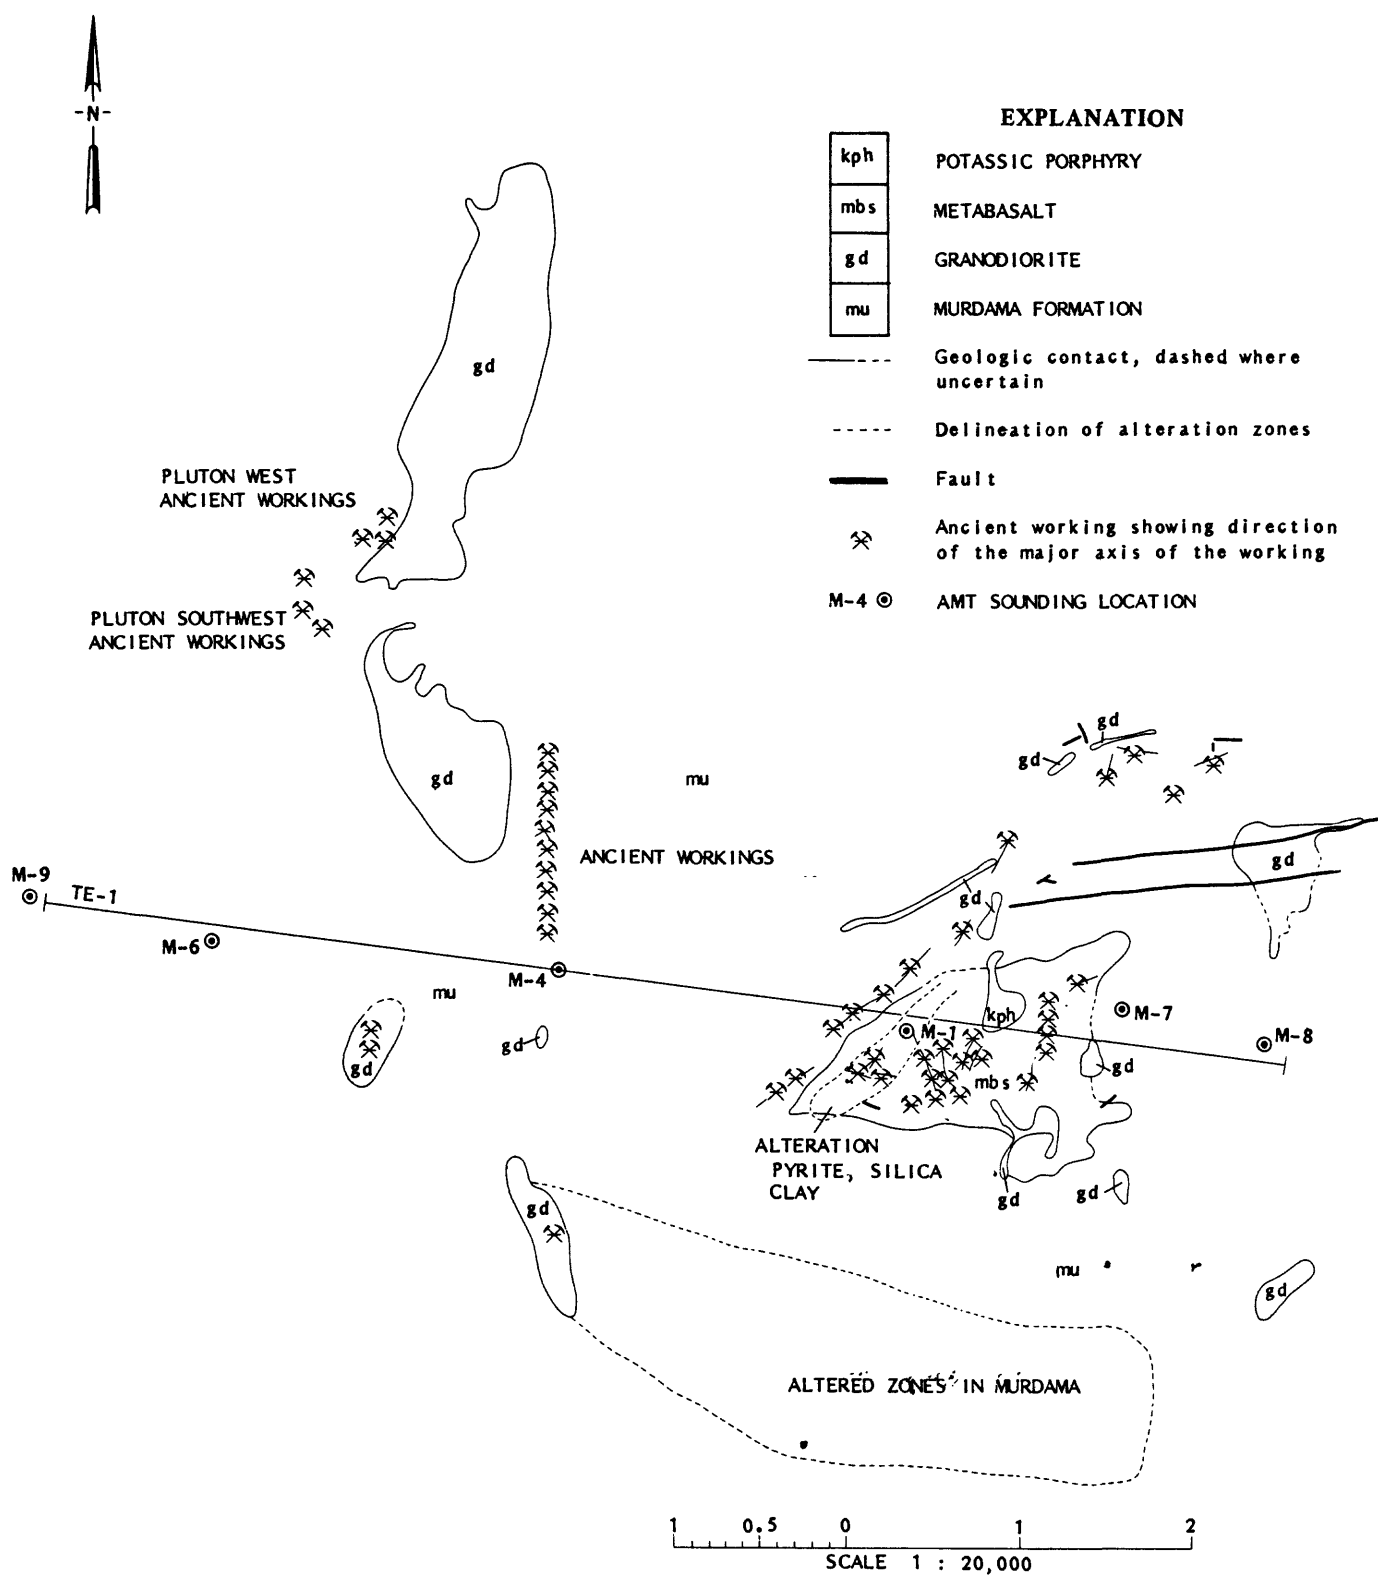 -N-
EXPLANATION
kph
POTASSIC PORPHYRY
mbs
METABASALT
gd
GRANODIORITE
mu
MURDAMA FORMATION
Geologic contact, dashed where
uncertain
Delineation of alteration zones
Fault
Ancient working showing direction
of the major axis of the working
M-4
AMT SOUNDING LOCATION
gd
PLUTON WEST
ANCIENT WORKINGS
PLUTON SOUTHWEST
ANCIENT WORKINGS
gd
gd
gd
mu
ANCIENT WORKINGS
gd
M-9
TE-1
gd
M-6
M-4
mu
kph
M-7
M-1
M-8
gd
gd
gd
mbs
ALTERATION
PYRITE, SILICA
CLAY
gd
gd
gd
mu
gd
ALTERED ZONES IN MURDAMA
1 0.5 0 1 2
SCALE 1 : 20,000